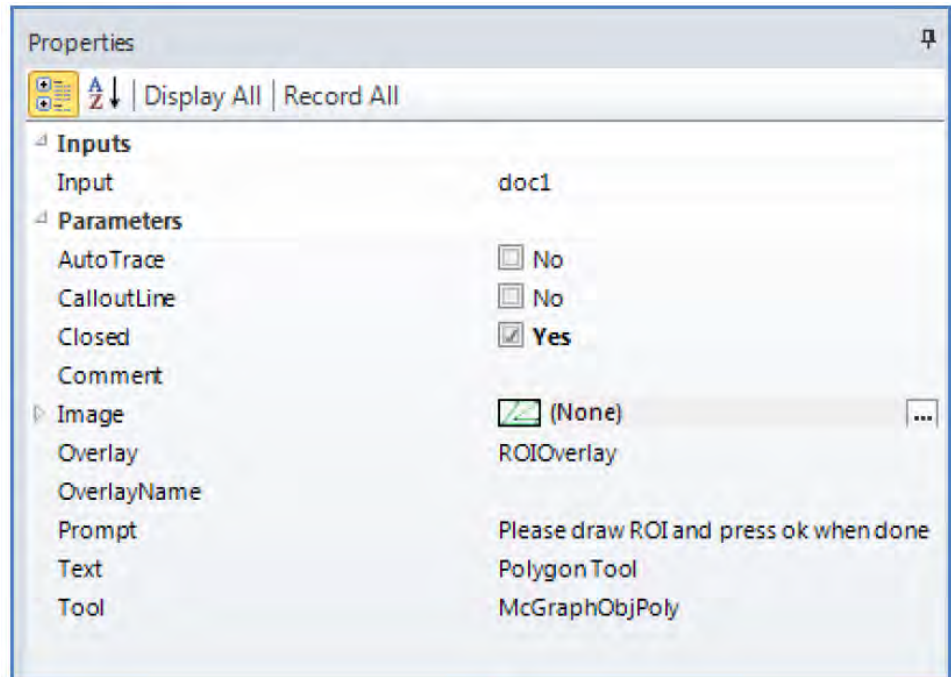 Properties
A Z Display All | Record All
Inputs
Input doc1
Parameters
AutoTrace No
CalloutLine No
Closed Yes
Comment
Image (None) ...
Overlay ROIOverlay
OverlayName
Prompt Please draw ROI and press ok when done
Text Polygon Tool
Tool McGraphObjPoly